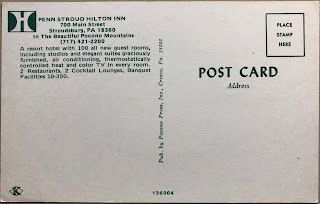 PENN STROUD HILTON INN
700 Main Street
Stroudsburg, PA 18360
In The Beautiful Pocono Mountains
(717) 421-2200
A resort hotel with 100 all new guest rooms,
including studios and elegant suites graciously
furnished, air conditioning, thermostatically
controlled heat and color TV in every room.
2 Restaurants, 2 Cocktail Lounges, Banquet
Facilities 10-350.
Pub. by Pocono Press, Inc., Cresco, Pa.
PLACE
STAMP
HERE
POST CARD
Address
K
136004